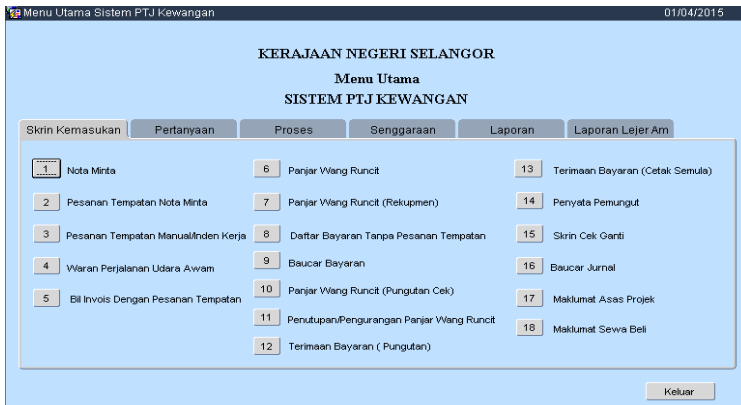 Menu Utama Sistem PTJ Kewangan 01/04/2015
KERAJAAN NEGERI SELANGOR
Menu Utama
SISTEM PTJ KEWANGAN
Skrin Kemasukan Pertanyaan Proses Senggaraan Laporan Laporan Lejer Am
1 Nota Minta
2 Pesanan Tempatan Nota Minta
3 Pesanan Tempatan Manual/Inden Kerja
4 Waran Perjalanan Udara Awam
5 Bil Invois Dengan Pesanan Tempatan
6 Panjar Wang Runcit
7 Panjar Wang Runcit (Rekupmen)
8 Daftar Bayaran Tanpa Pesanan Tempatan
9 Baucar Bayaran
10 Panjar Wang Runcit (Pungutan Cek)
11 Penutupan/Pengurangan Panjar Wang Runcit
12 Terimaan Bayaran ( Pungutan)
13 Terimaan Bayaran (Cetak Semula)
14 Penyata Pemungut
15 Skrin Cek Ganti
16 Baucar Jurnal
17 Maklumat Asas Projek
18 Maklumat Sewa Beli
Keluar